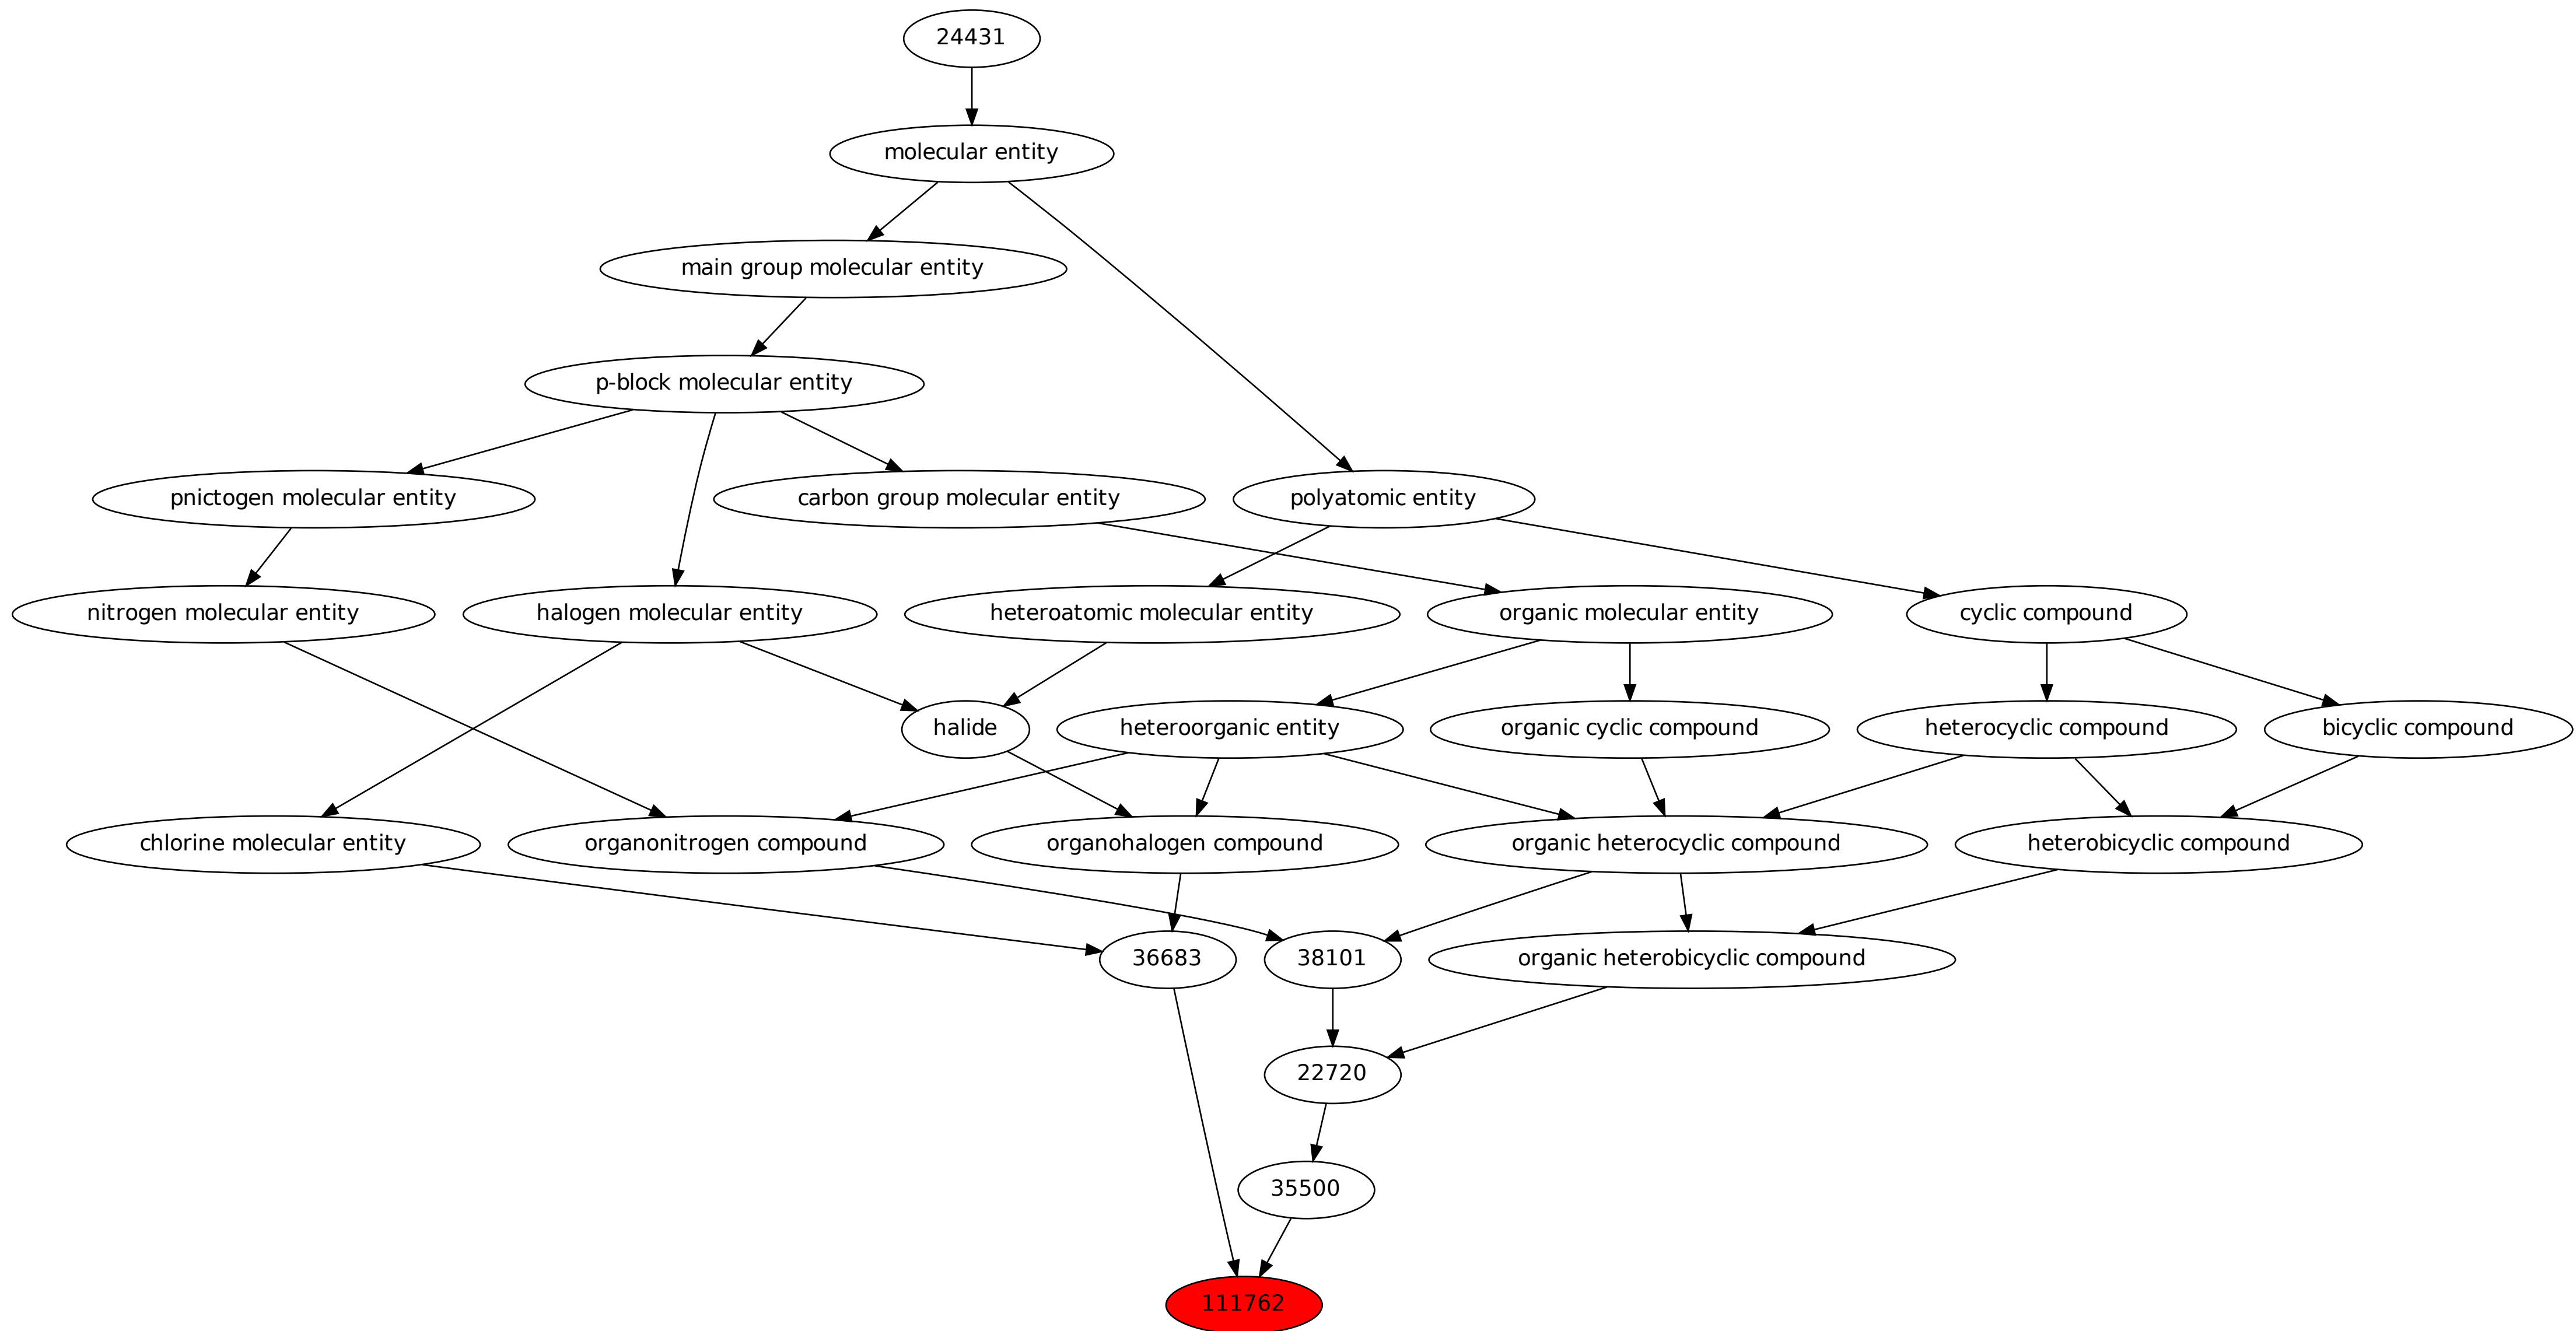 24431
molecular entity
main group molecular entity
p-block molecular entity
pnictogen molecular entity
carbon group molecular entity
polyatomic entity
nitrogen molecular entity
halogen molecular entity
heteroatomic molecular entity
organic molecular entity
cyclic compound
halide
heteroorganic entity
organic cyclic compound
heterocyclic compound
bicyclic compound
chlorine molecular entity
organonitrogen compound
organohalogen compound
organic heterocyclic compound
heterobicyclic compound
36683
38101
organic heterobicyclic compound
22720
35500
111762